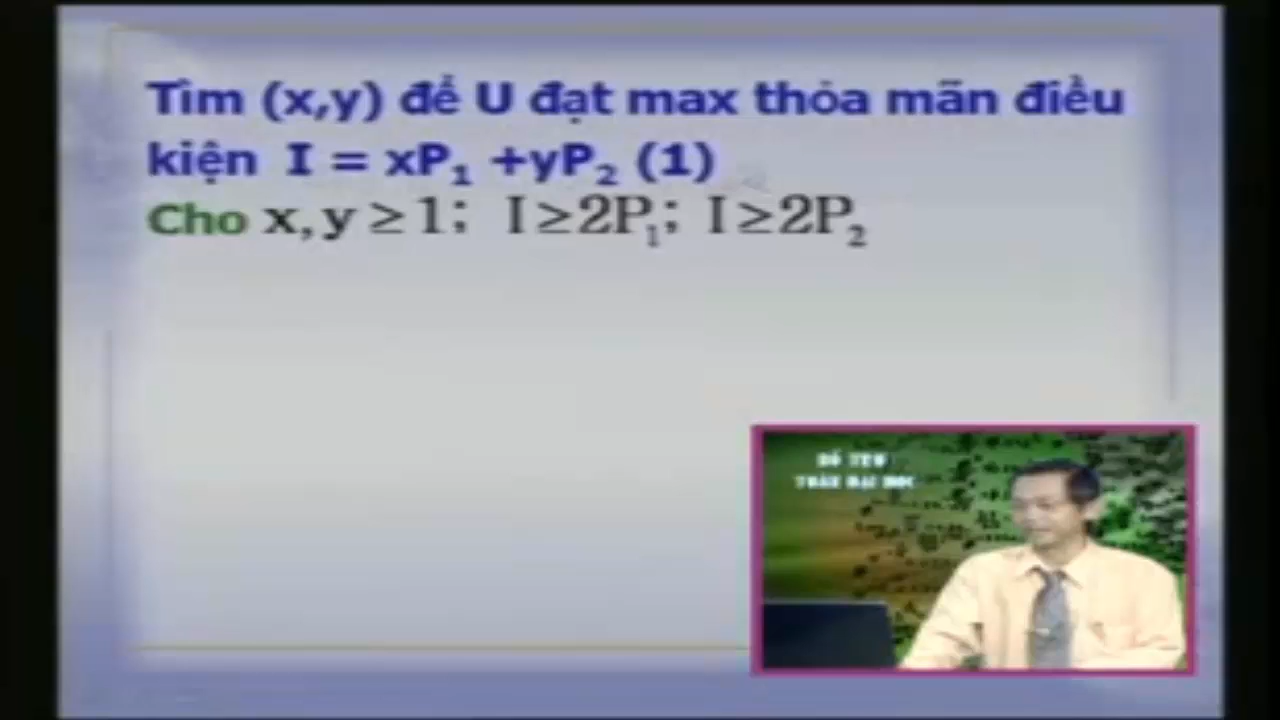 Tìm (x,y) để U đạt max thỏa mãn điều
kiện I = xP₁ +yP₂ (1)
Cho x,y ≥ 1; I ≥ 2P₁; I ≥ 2P₂